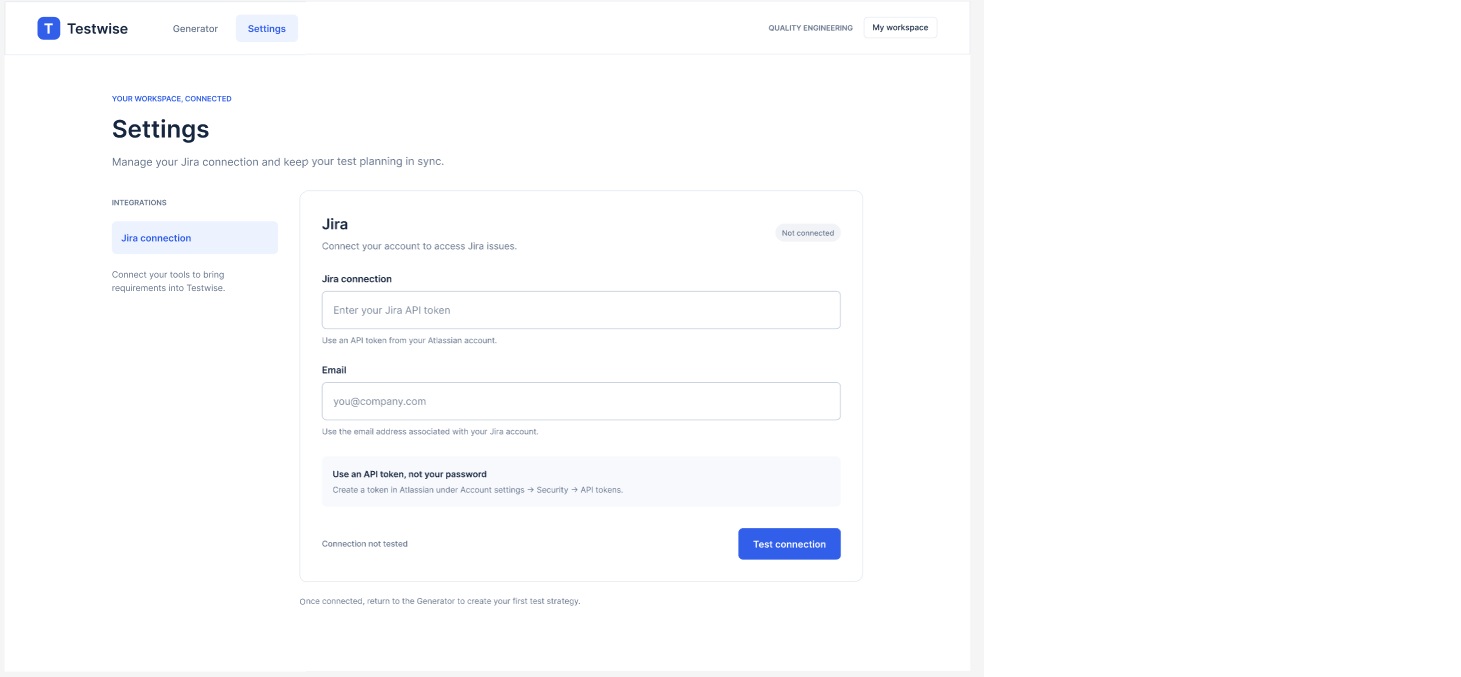 T Testwise
Generator
Settings
QUALITY ENGINEERING
My workspace
YOUR WORKSPACE, CONNECTED
Settings
Manage your Jira connection and keep your test planning in sync.
INTEGRATIONS
Jira connection
Connect your tools to bring
requirements into Testwise.
Jira
Connect your account to access Jira issues.
Not connected
Jira connection
Enter your Jira API token
Use an API token from your Atlassian account.
Email
you@company.com
Use the email address associated with your Jira account.
Use an API token, not your password
Create a token in Atlassian under Account settings → Security → API tokens.
Connection not tested
Test connection
Once connected, return to the Generator to create your first test strategy.